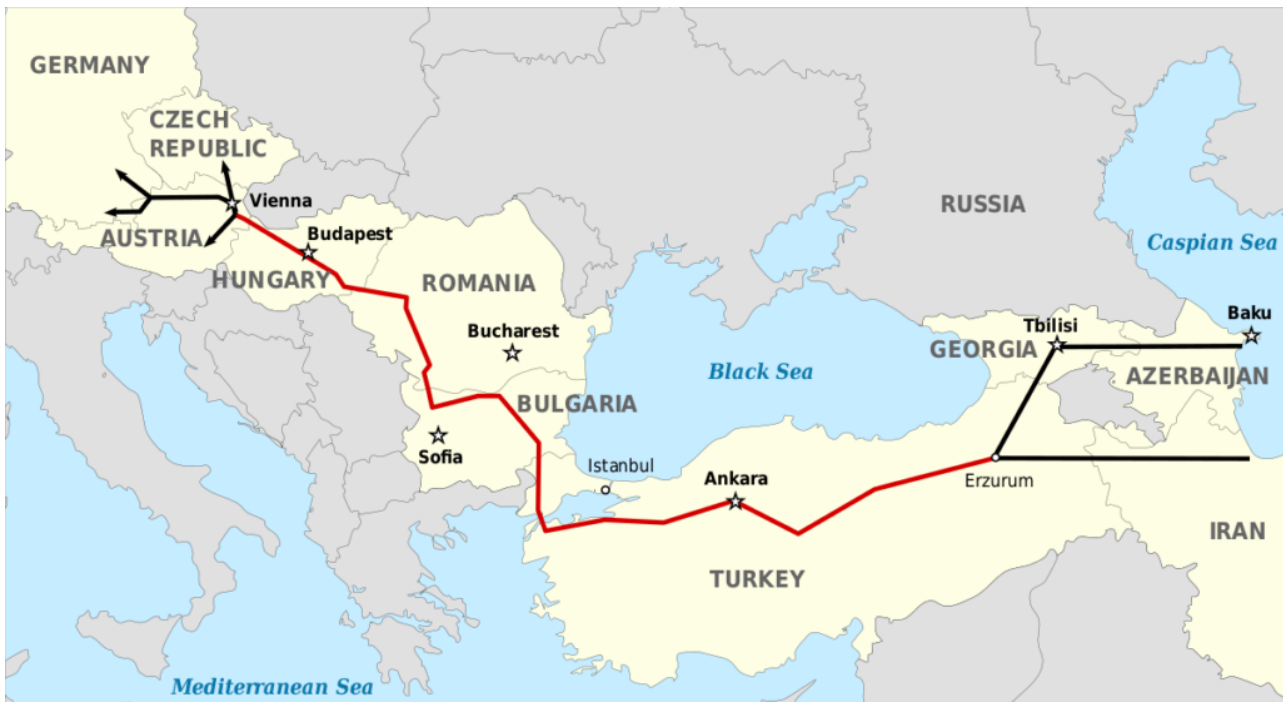 GERMANY
CZECH
REPUBLIC
Vienna
AUSTRIA
Budapest
HUNGARY
ROMANIA
Bucharest
BULGARIA
Sofia
Istanbul
Ankara
TURKEY
Erzurum
Black Sea
RUSSIA
Caspian Sea
Baku
Tbilisi
GEORGIA
AZERBAIJAN
IRAN
Mediterranean Sea